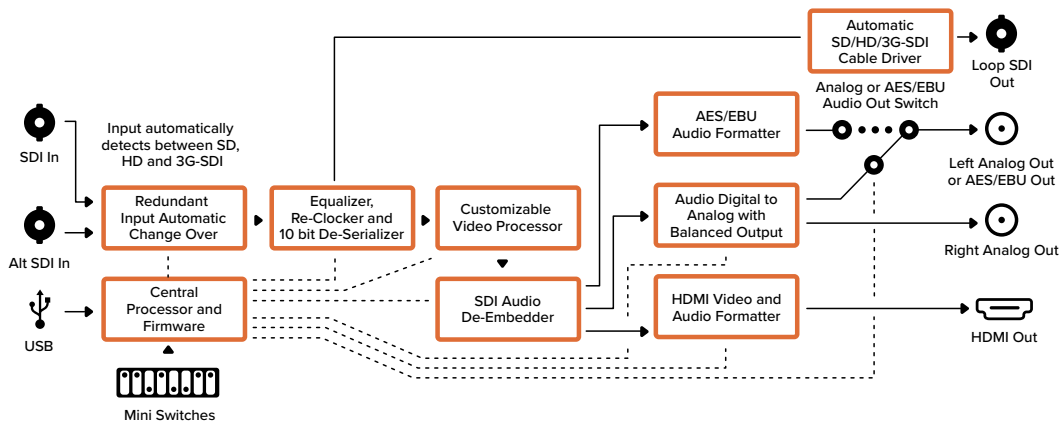 Automatic
SD/HD/3G-SDI
Cable Driver
Loop SDI
Out
Analog or AES/EBU
Audio Out Switch
SDI In
Input automatically
detects between SD,
HD and 3G-SDI
AES/EBU
Audio Formatter
Left Analog Out
or AES/EBU Out
Alt SDI In
Redundant
Input Automatic
Change Over
Equalizer,
Re-Clocker and
10 bit De-Serializer
Customizable
Video Processor
Audio Digital to
Analog with
Balanced Output
Right Analog Out
USB
Central
Processor and
Firmware
SDI Audio
De-Embedder
HDMI Video and
Audio Formatter
HDMI Out
Mini Switches